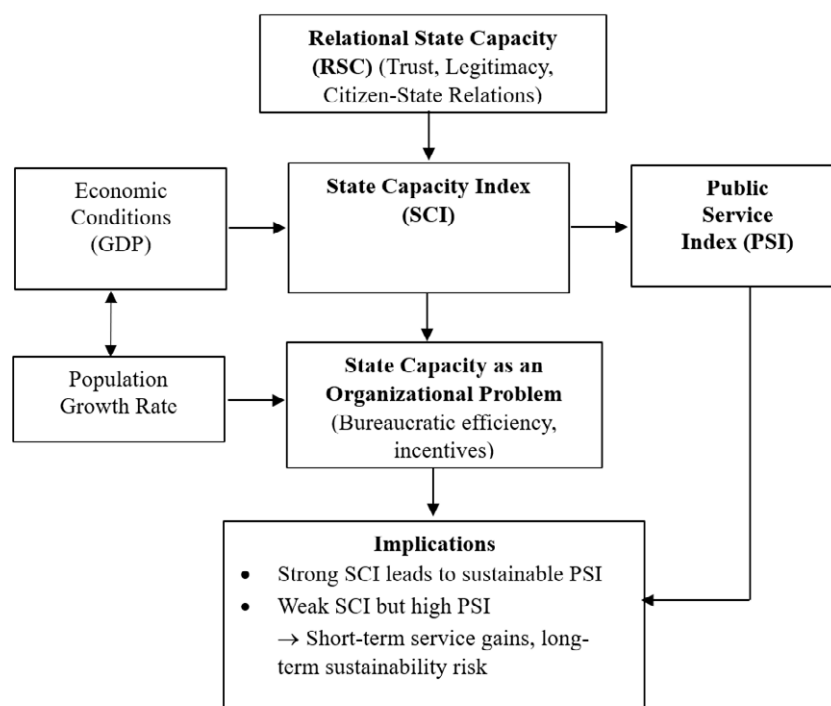 Relational State Capacity
(RSC) (Trust, Legitimacy,
Citizen-State Relations)
Economic
Conditions
(GDP)
State Capacity Index
(SCI)
Public
Service
Index (PSI)
Population
Growth Rate
State Capacity as an
Organizational Problem
(Bureaucratic efficiency,
incentives)
Implications
• Strong SCI leads to sustainable PSI
• Weak SCI but high PSI
→ Short-term service gains, long-
term sustainability risk